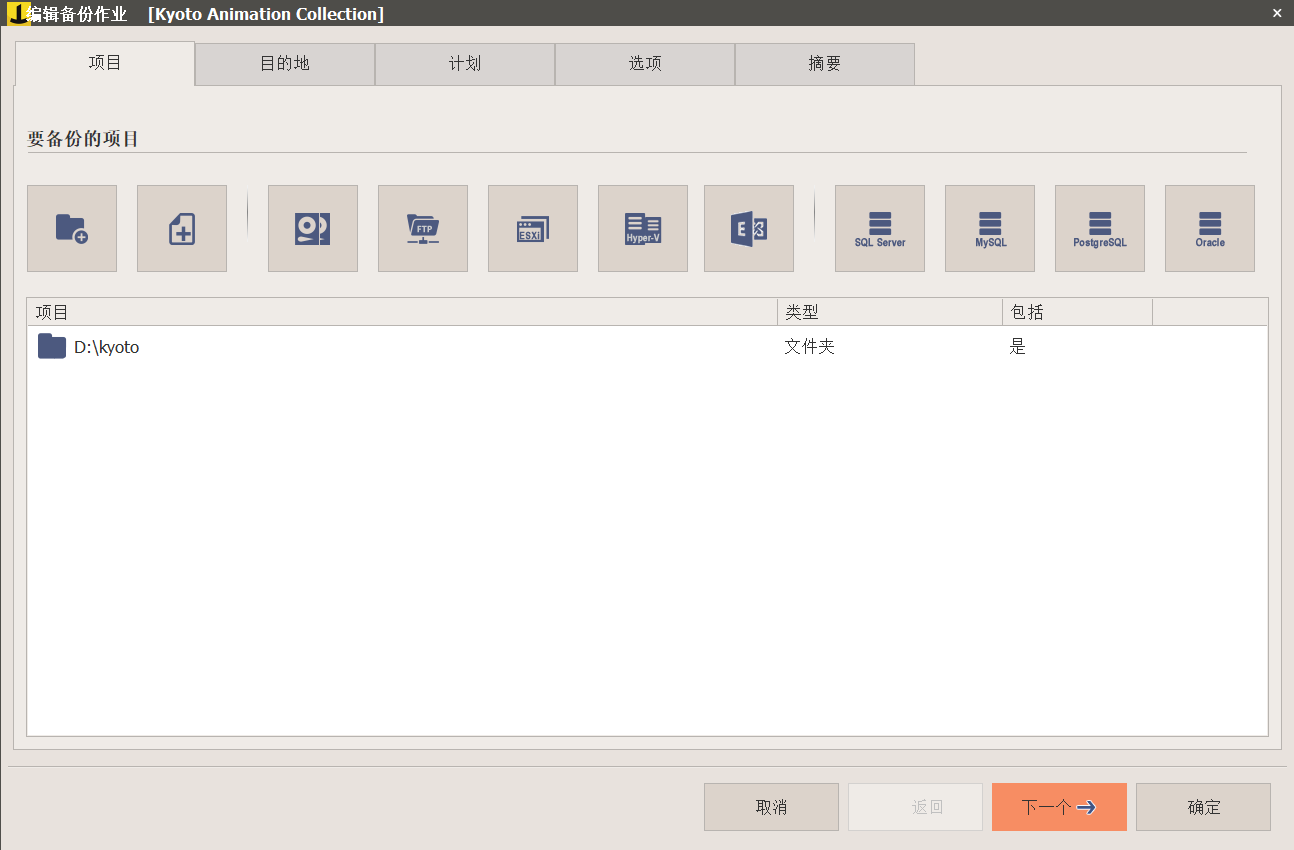 编辑备份作业 [Kyoto Animation Collection]
项目 目的地 计划 选项 摘要
要备份的项目
FTP ESXi Hyper-V E SQL Server MySQL PostgreSQL Oracle
项目 类型 包括
D:\kyoto 文件夹 是
取消 返回 下一个 确定